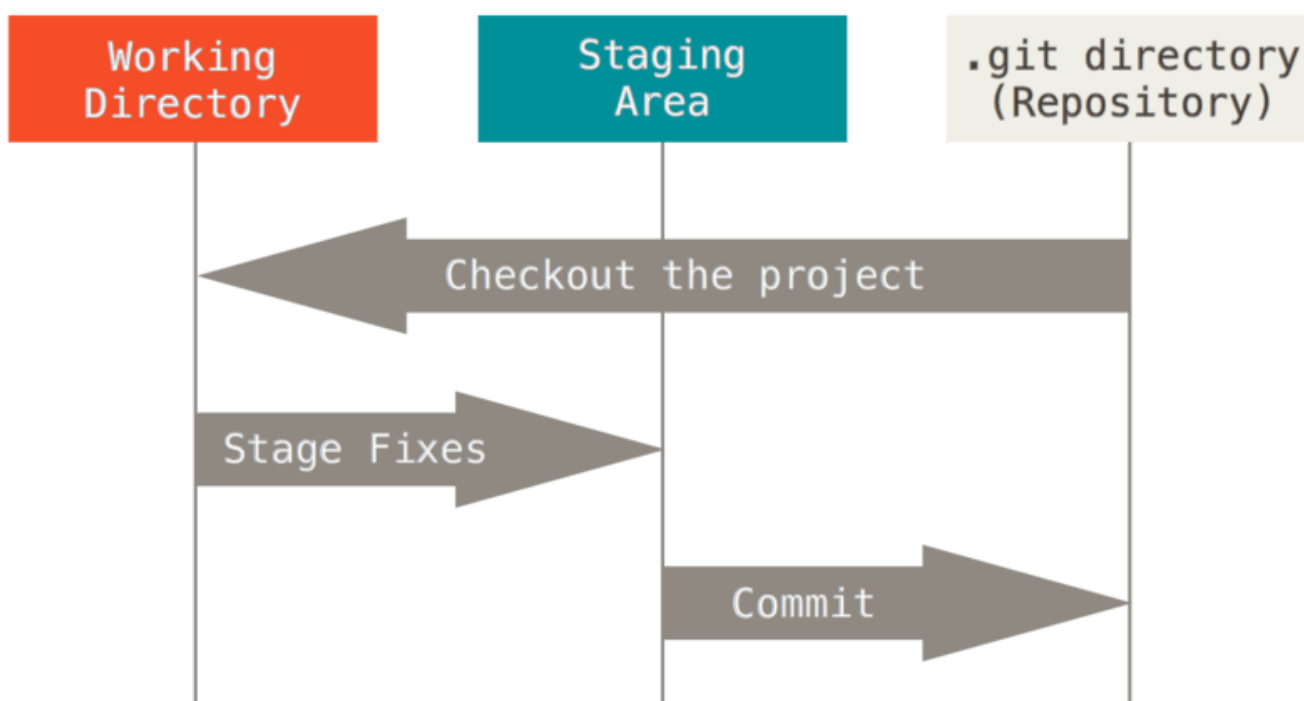 Working
Directory
Staging
Area
.git directory
(Repository)
Checkout the project
Stage Fixes
Commit